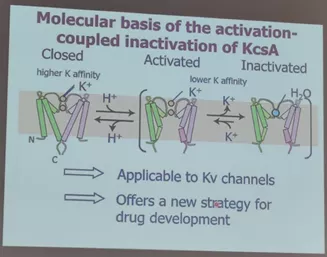 Molecular basis of the activation-
coupled inactivation of KcsA
Closed
Activated
Inactivated
higher K affinity
lower K affinity
K⁺
H⁺
H⁺
K⁺
K⁺
K⁺
H₂O
N
C
Applicable to Kv channels
Offers a new strategy for
drug development